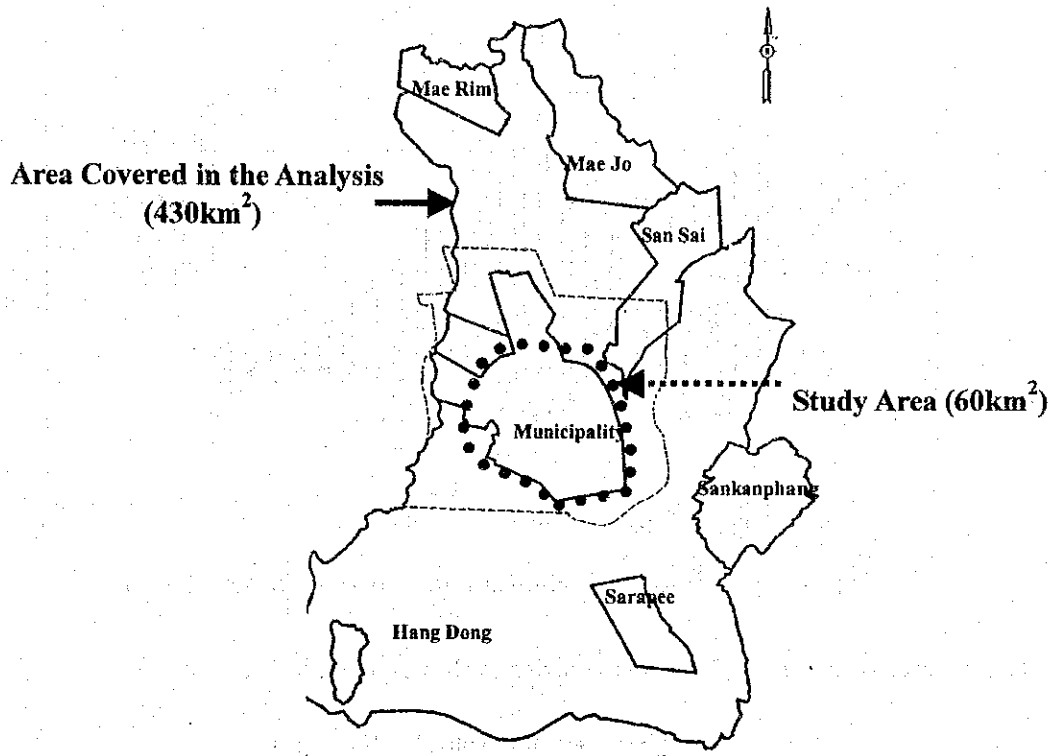 Mae Rim
Mae Jo
Area Covered in the Analysis
(430km²)
San Sai
Study Area (60km²)
Municipality
Sankanphang
Sarapee
Hang Dong